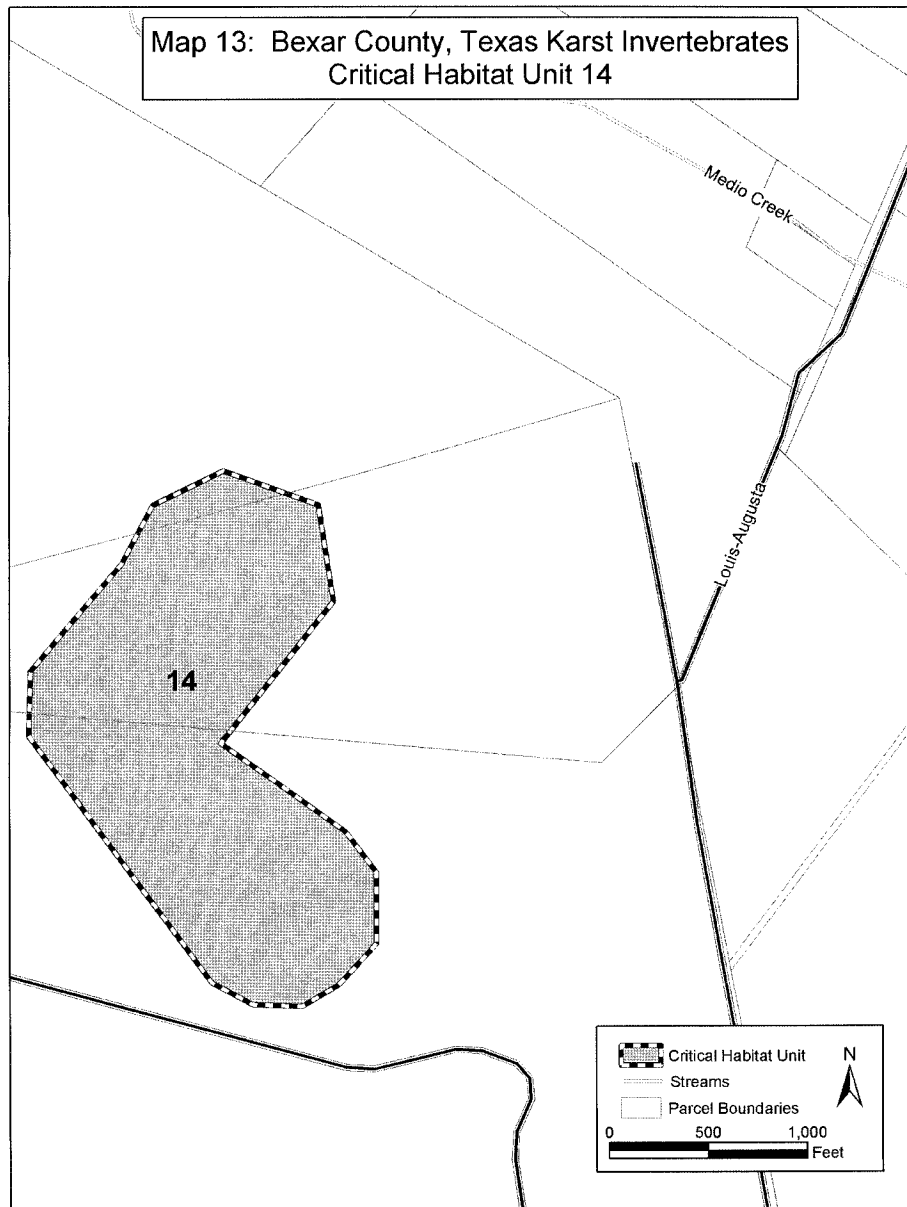 Map 13: Bexar County, Texas Karst Invertebrates
Critical Habitat Unit 14
Medio Creek
Louis-Augusta
14
Critical Habitat Unit
Streams
Parcel Boundaries
N
0 500 1,000
Feet